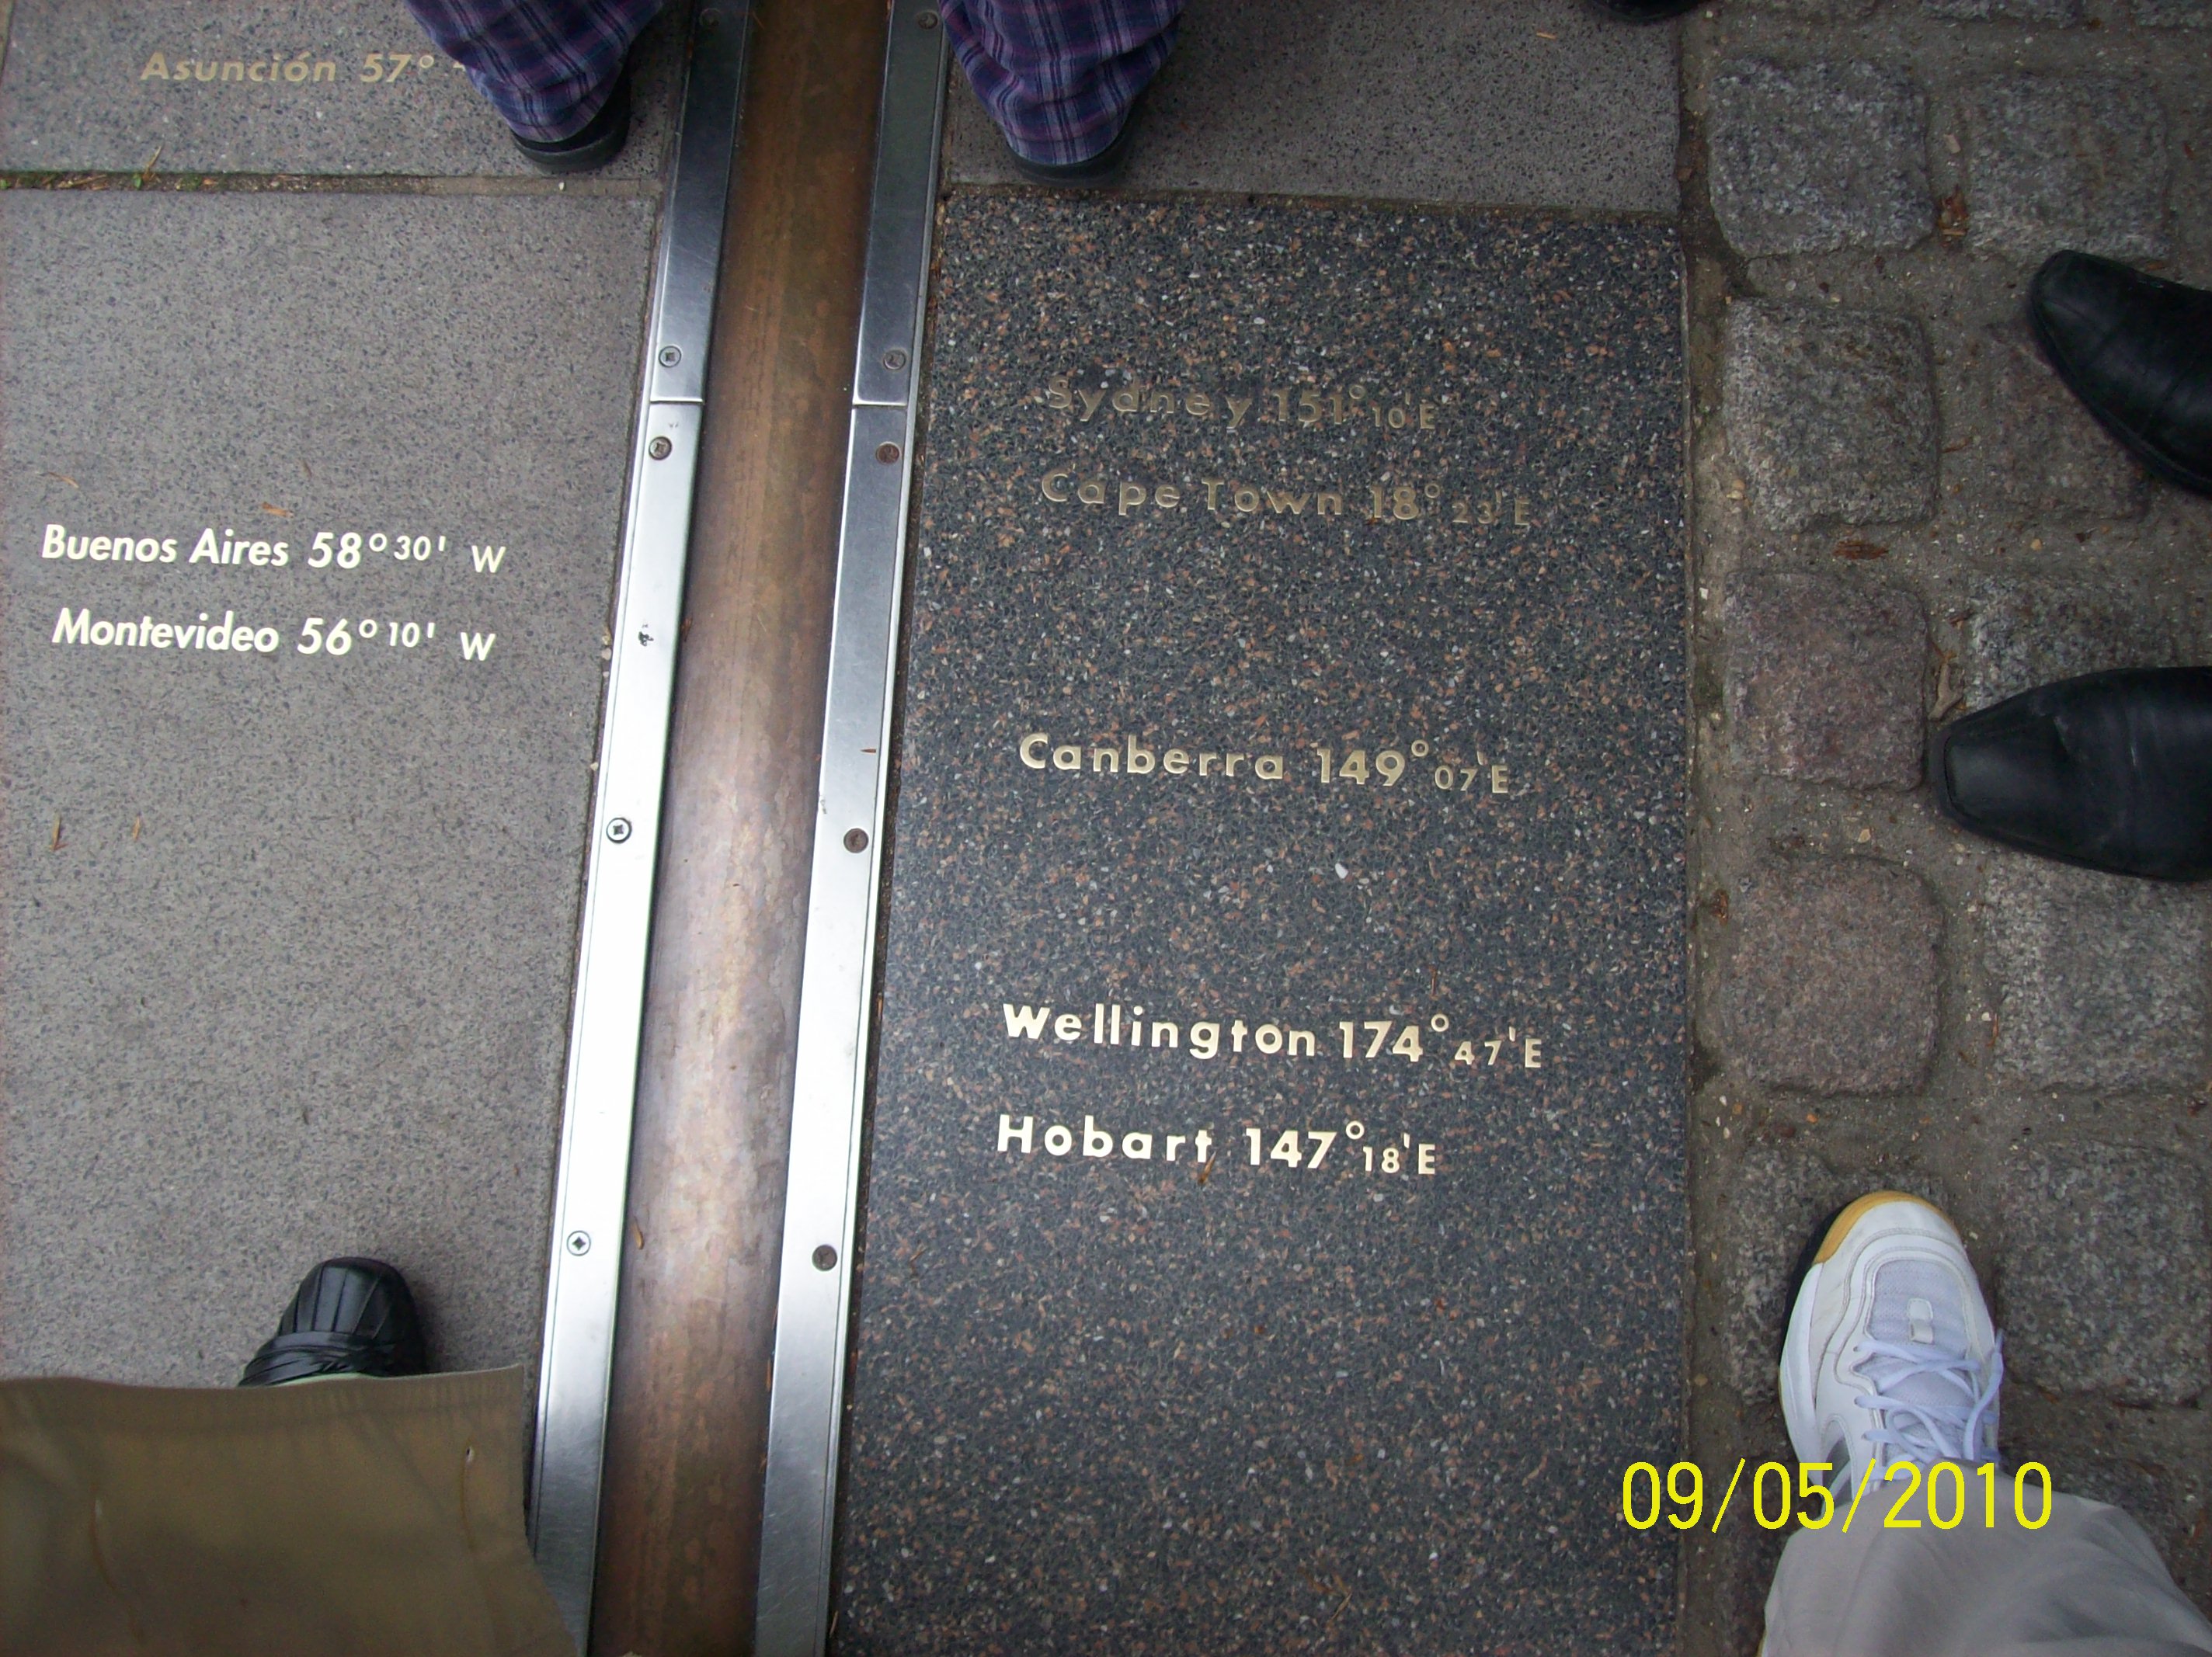 Asunción 57°
Buenos Aires 58° 30' W
Montevideo 56° 10' W
Sydney 151° 10' E
Cape Town 18° 23' E
Canberra 149° 07' E
Wellington 174° 47' E
Hobart 147° 18' E
09/05/2010